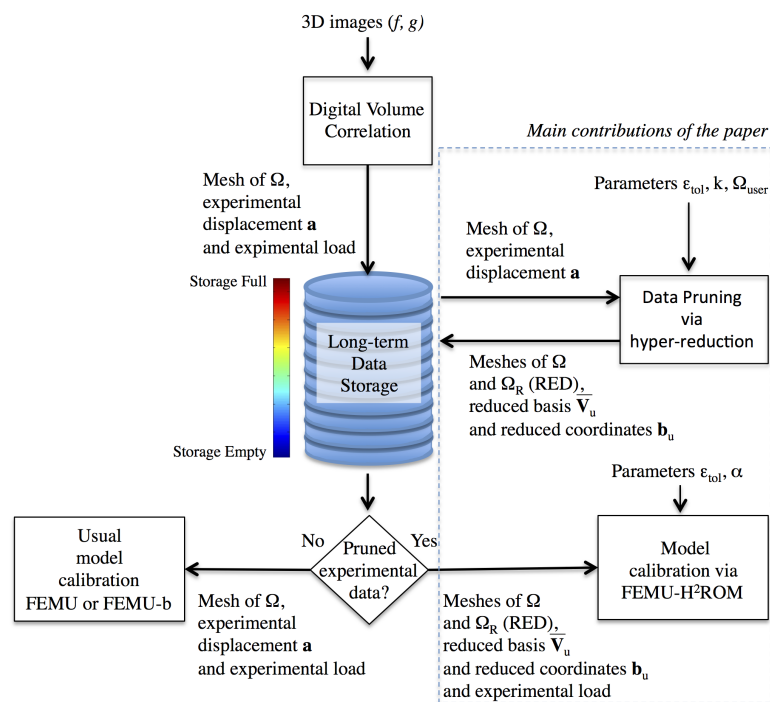 3D images (f, g)
Digital Volume
Correlation
Main contributions of the paper
Mesh of Ω,
experimental
displacement a
and expimental load
Parameters ε_tol, k, Ω_user
Mesh of Ω,
experimental
displacement a
Storage Full
Storage Empty
Long-term
Data
Storage
Data Pruning
via
hyper-reduction
Meshes of Ω
and Ω_R (RED),
reduced basis V̅_u
and reduced coordinates b_u
Parameters ε_tol, α
Usual
model
calibration
FEMU or FEMU-b
No
Pruned
experimental
data?
Yes
Model
calibration via
FEMU-H²ROM
Mesh of Ω,
experimental
displacement a
and experimental load
Meshes of Ω
and Ω_R (RED),
reduced basis V̅_u
and reduced coordinates b_u
and experimental load